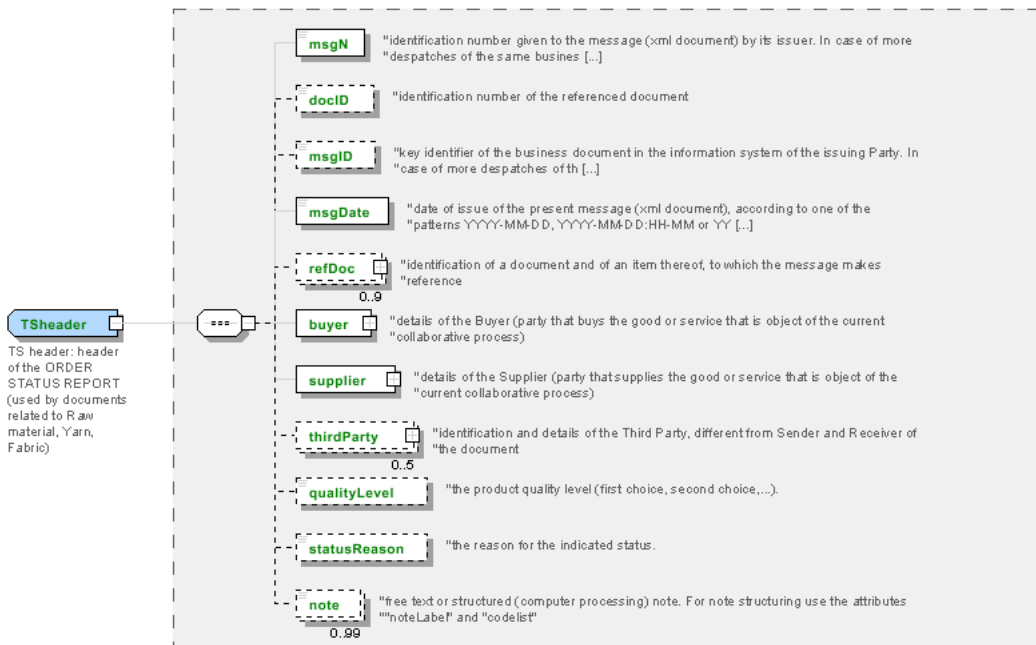 msgN
"identification number given to the message (xml document) by its issuer. In case of more
"despatches of the same busines [...]
docID
"identification number of the referenced document
msgID
"key identifier of the business document in the information system of the issuing Party. In
"case of more despatches of th [...]
msgDate
"date of issue of the present message (xml document), according to one of the
"patterns YYYY-MM-DD, YYYY-MM-DD:HH-MM or YY [...]
refDoc
"identification of a document and of an item thereof, to which the message makes
"reference
0..9
TSheader
TS header: header
of the ORDER
STATUS REPORT
(used by documents
related to Raw
material, Yarn,
Fabric)
buyer
"details of the Buyer (party that buys the good or service that is object of the current
"collaborative process)
supplier
"details of the Supplier (party that supplies the good or service that is object of the
"current collaborative process)
thirdParty
"identification and details of the Third Party, different from Sender and Receiver of
"the document
0..5
qualityLevel
"the product quality level (first choice, second choice,...).
statusReason
"the reason for the indicated status.
note
"free text or structured (computer processing) note. For note structuring use the attributes
""noteLabel" and "codelist"
0..99